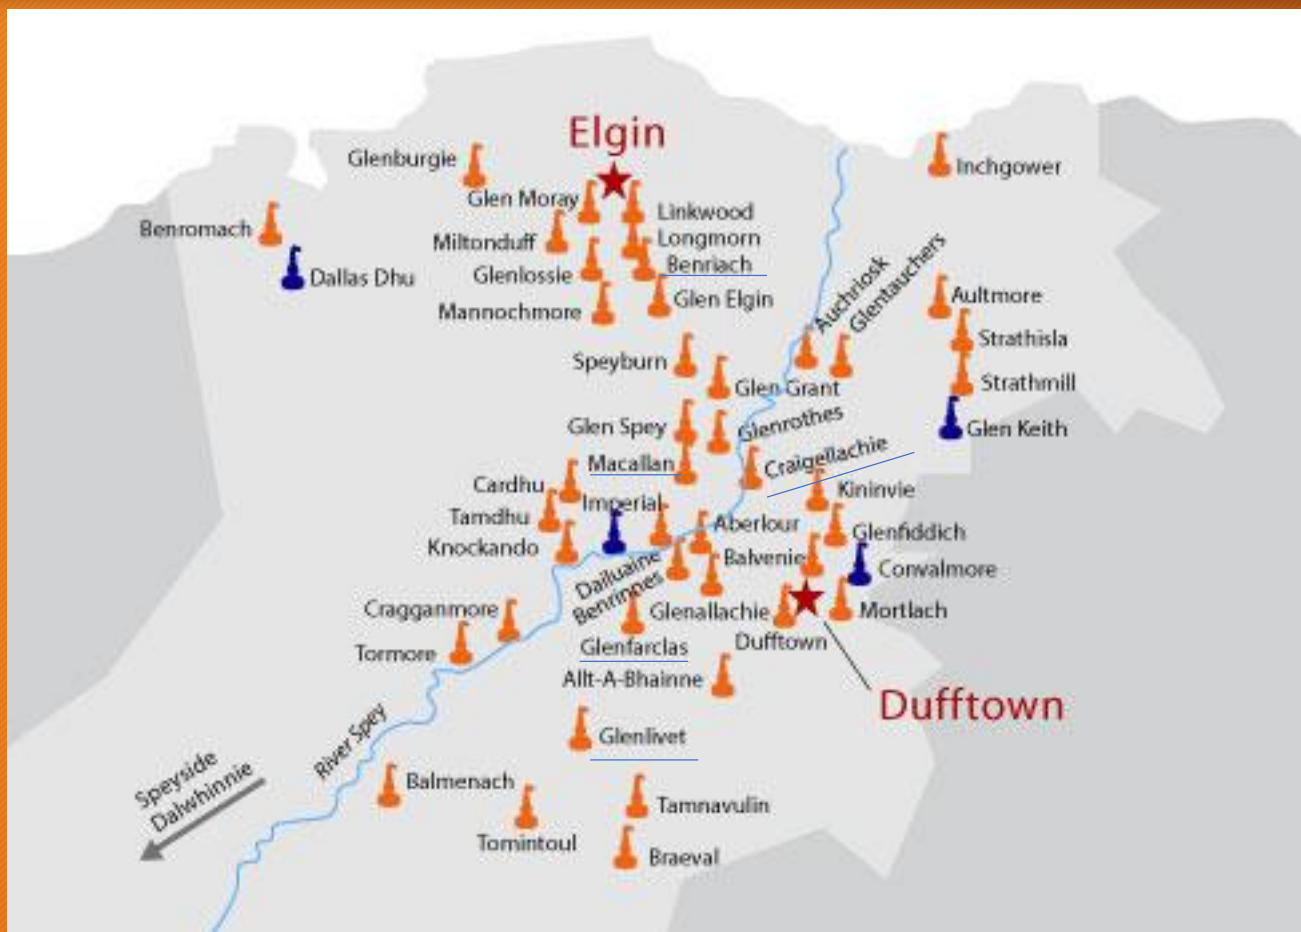 Elgin
Glenburgie
Inchgower
Glen Moray
Linkwood
Benromach
Miltonduff
Longmorn
Benriach
Dallas Dhu
Glenlossie
Auchriosk
Glentauchers
Glen Elgin
Aultmore
Mannochmore
Strathisla
Speyburn
Glen Grant
Strathmill
Glen Spey
Glenrothes
Glen Keith
Macallan
Craigellachie
Cardhu
Imperial
Kininvie
Tamdhu
Aberlour
Glenfiddich
Knockando
Dailuaine
Balvenie
Convalmore
Benrinnes
Cragganmore
Glenallachie
Mortlach
Dufftown
Tormore
Glenfarclas
Allt-A-Bhainne
Dufftown
River Spey
Glenlivet
Speyside
Dalwhinnie
Balmenach
Tamnavulin
Tomintoul
Braeval